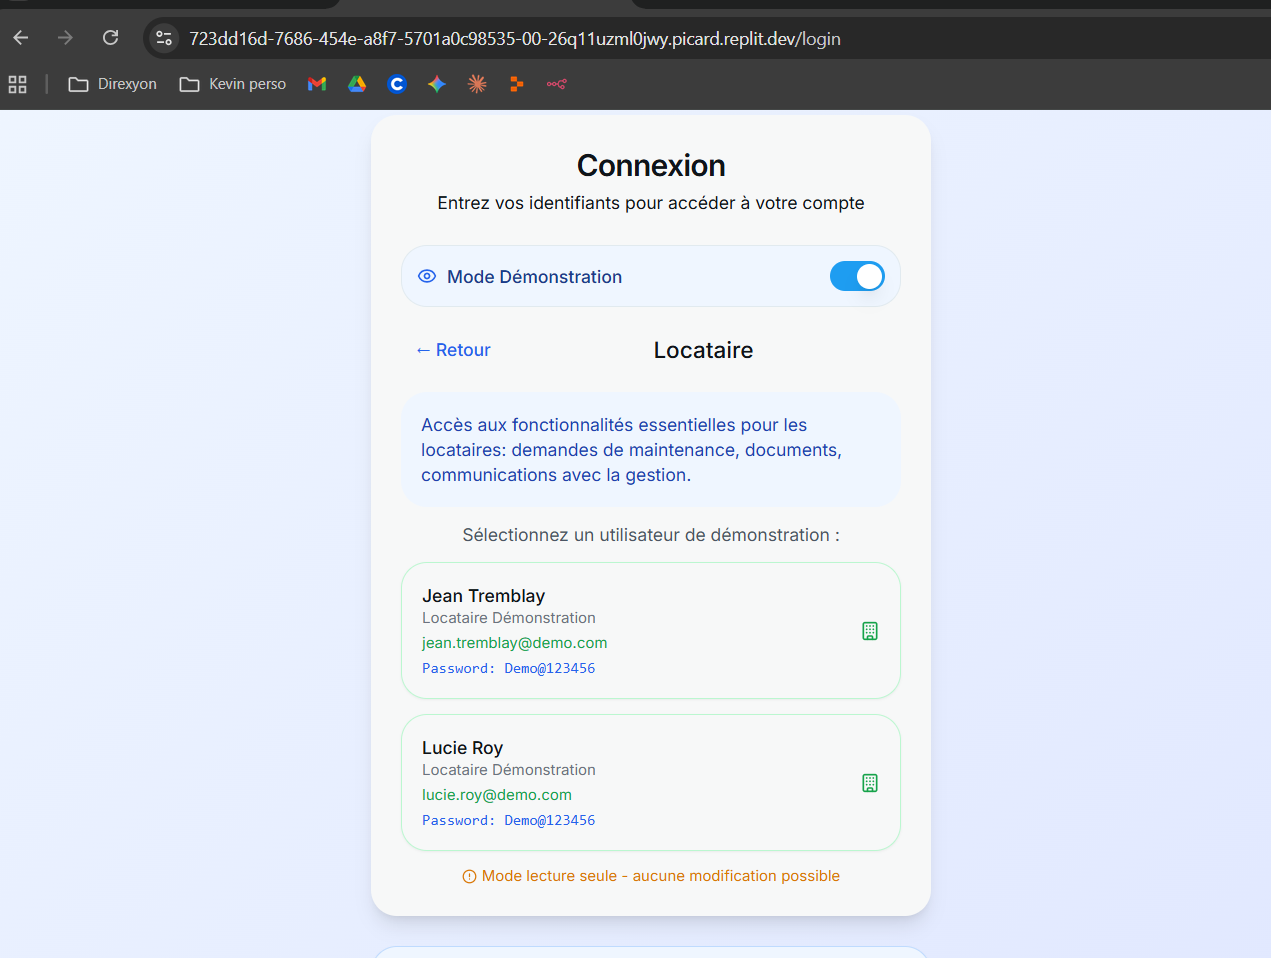 723dd16d-7686-454e-a8f7-5701a0c98535-00-26q11uzml0jwy.picard.replit.dev/login
Direxyon
Kevin perso
Connexion
Entrez vos identifiants pour accéder à votre compte
Mode Démonstration
← Retour
Locataire
Accès aux fonctionnalités essentielles pour les
locataires: demandes de maintenance, documents,
communications avec la gestion.
Sélectionnez un utilisateur de démonstration :
Jean Tremblay
Locataire Démonstration
jean.tremblay@demo.com
Password: Demo@123456
Lucie Roy
Locataire Démonstration
lucie.roy@demo.com
Password: Demo@123456
Mode lecture seule - aucune modification possible